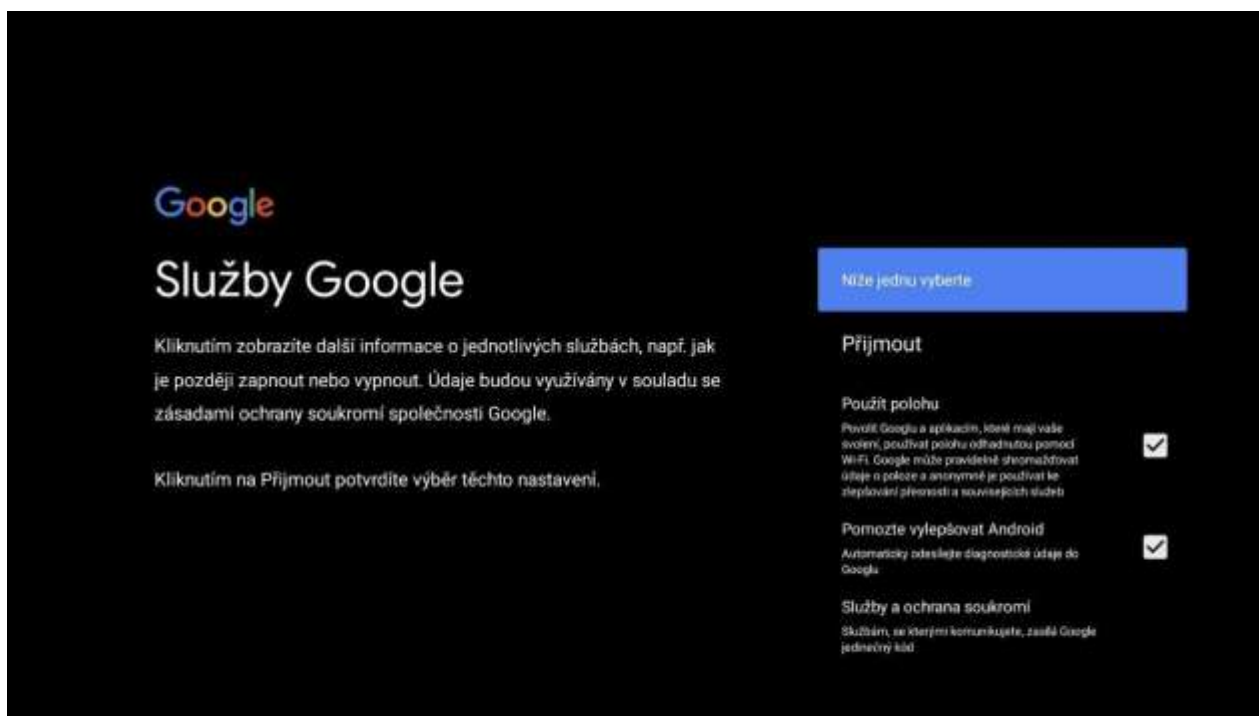 Google
Služby Google
Kliknutím zobrazíte další informace o jednotlivých službách, např. jak
je později zapnout nebo vypnout. Údaje budou využívány v souladu se
zásadami ochrany soukromí společnosti Google.
Kliknutím na Přijmout potvrdíte výběr těchto nastavení.
Níže jednu vyberte
Přijmout
Použít polohu
Povolit Googlu a aplikacím, které mají vaše
svolení, používat polohu odhadnutou pomocí
Wi-Fi. Google může pravidelně shromažďovat
údaje o poloze a anonymně je používat ke
zlepšování přesnosti a souvisejících služeb
Pomozte vylepšovat Android
Automaticky odesílejte diagnostické údaje do
Googlu
Služby a ochrana soukromí
Službám, se kterými komunikujete, zasílá Google
jedinečný kód